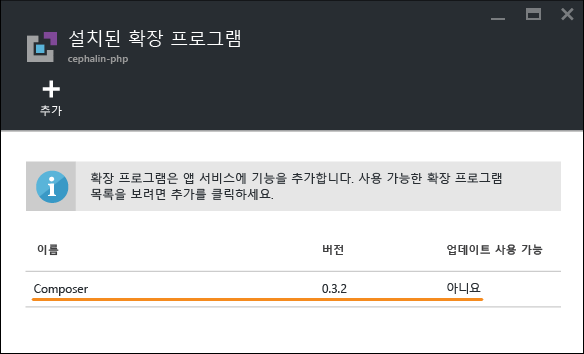 설치된 확장 프로그램
cephalin-php
추가
확장 프로그램은 앱 서비스에 기능을 추가합니다. 사용 가능한 확장 프로그램
목록을 보려면 추가를 클릭하세요.
이름 버전 업데이트 사용 가능
Composer 0.3.2 아니요